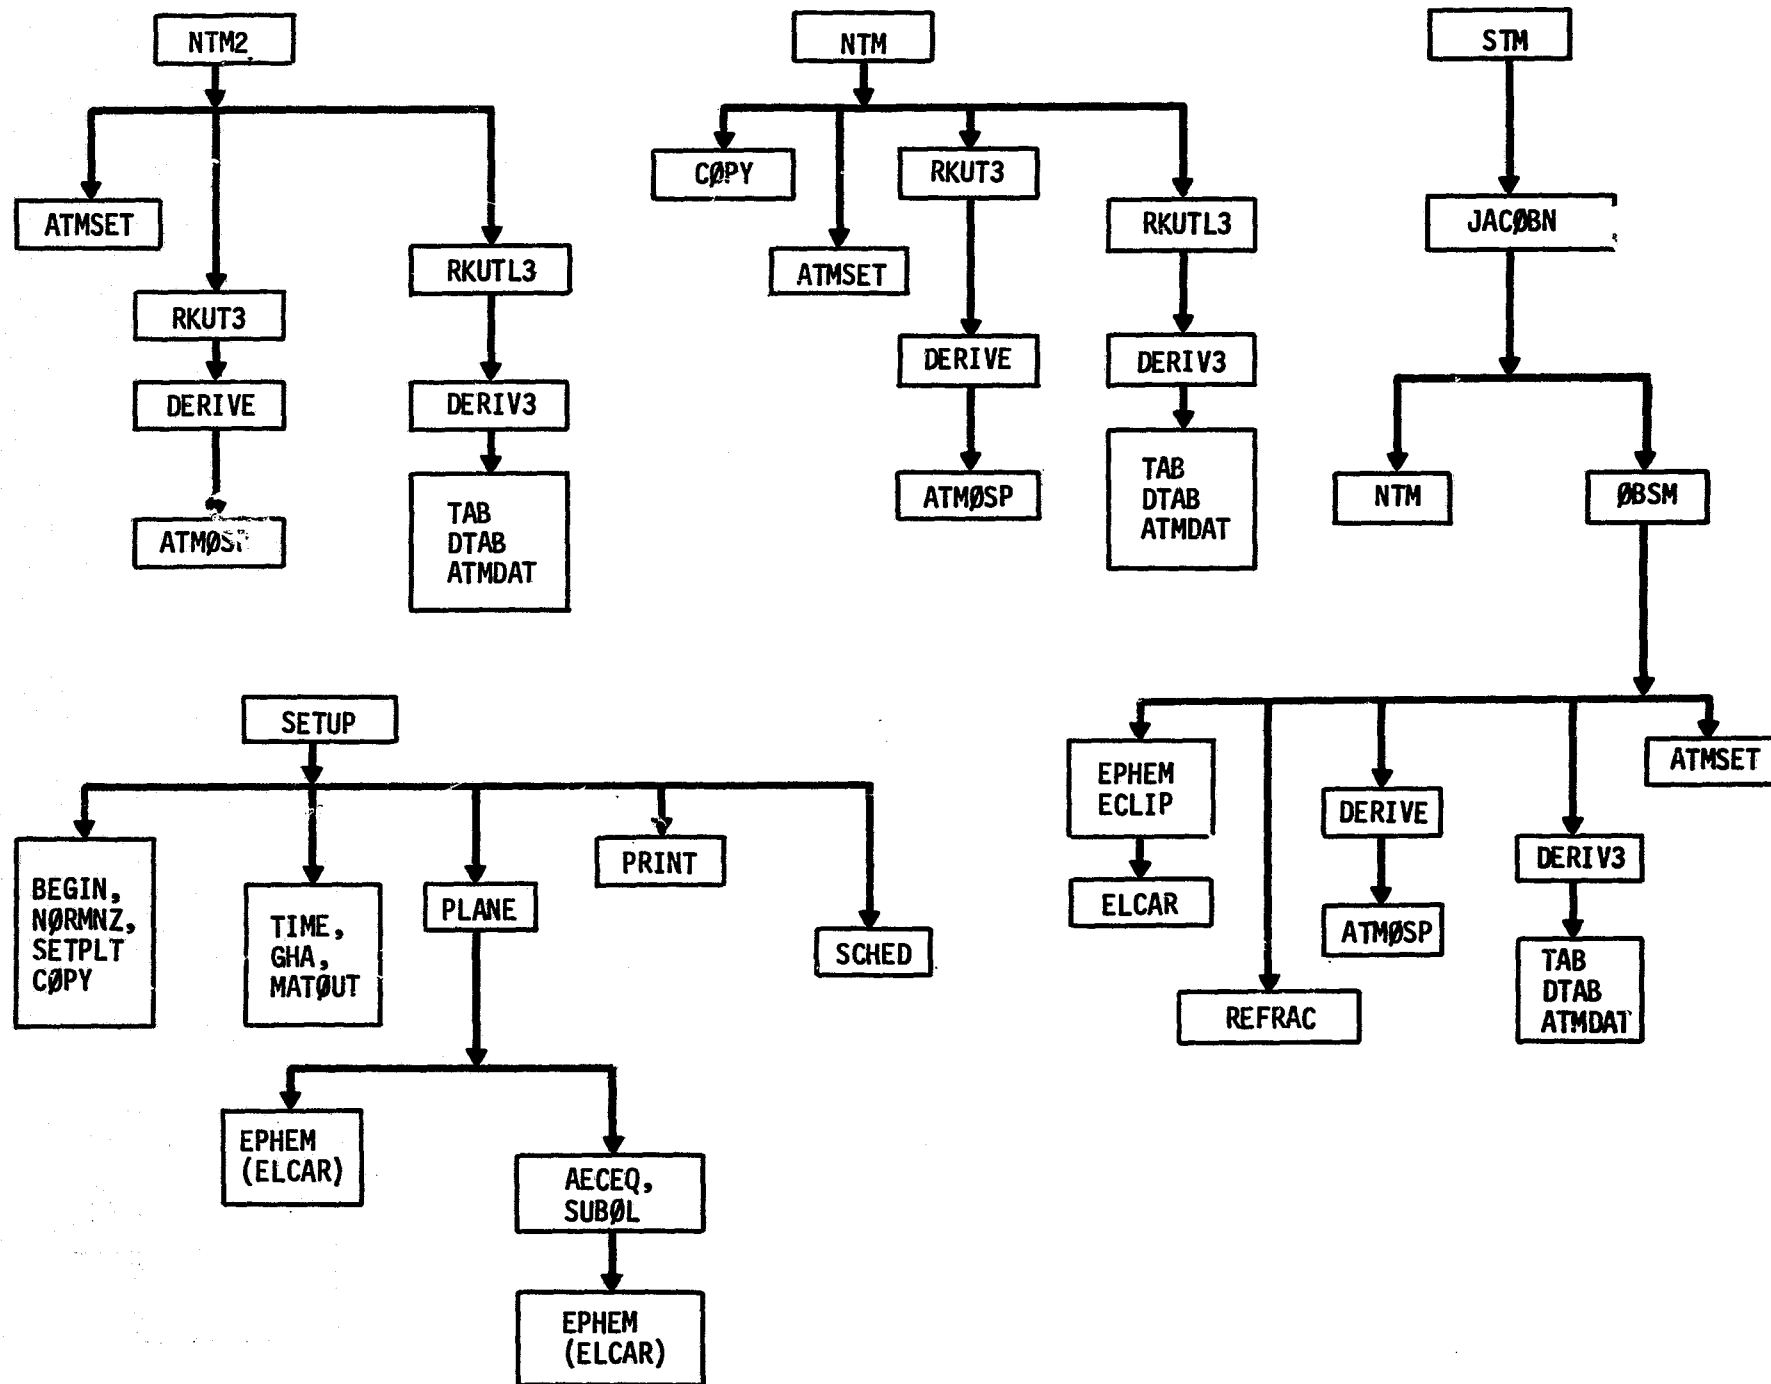 NTM2
ATMSET
RKUT3
DERIVE
ATMØSP
RKUTL3
DERIV3
TAB
DTAB
ATMDAT
NTM
CØPY
ATMSET
RKUT3
DERIVE
ATMØSP
RKUTL3
DERIV3
TAB
DTAB
ATMDAT
STM
JACØBN
NTM
ØBSM
EPHEM
ECLIP
ELCAR
REFRAC
DERIVE
ATMØSP
DERIV3
TAB
DTAB
ATMDAT
ATMSET
SETUP
BEGIN,
NØRMNZ,
SETPLT
CØPY
TIME,
GHA,
MATØUT
PLANE
EPHEM
(ELCAR)
AECEQ,
SUBØL
EPHEM
(ELCAR)
PRINT
SCHED